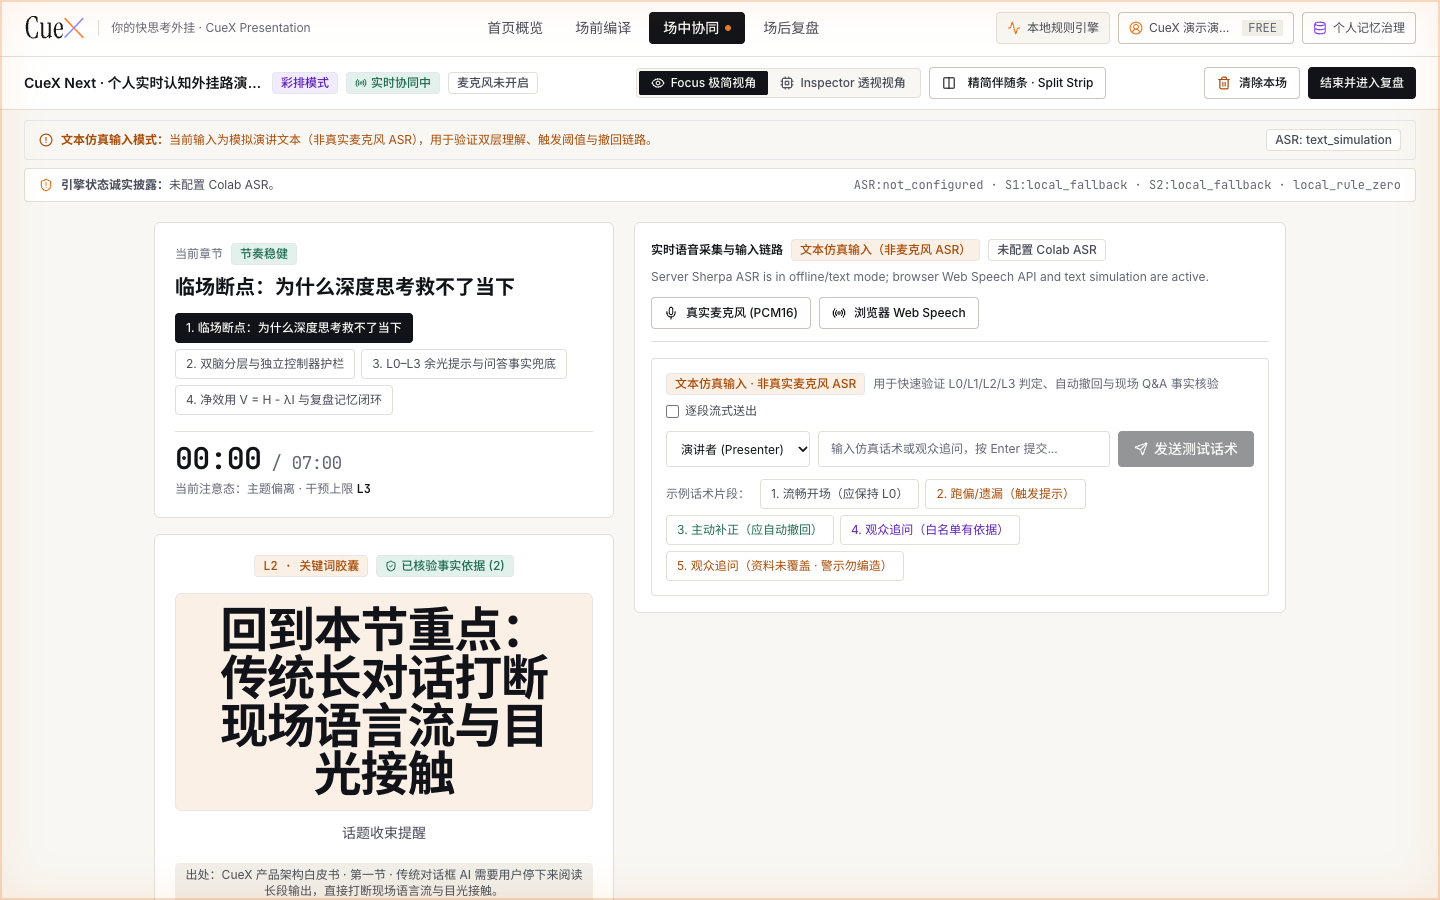 CueX
你的快思考外挂 · CueX Presentation
首页概览
场前编译
场中协同
场后复盘
本地规则引擎
CueX 演示演... FREE
个人记忆治理
CueX Next · 个人实时认知外挂路演...
彩排模式
实时协同中
麦克风未开启
Focus 极简视角
Inspector 透视视角
精简伴随条 · Split Strip
清除本场
结束并进入复盘
文本仿真输入模式：当前输入为模拟演讲文本（非真实麦克风 ASR），用于验证双层理解、触发阈值与撤回链路。
ASR: text_simulation
引擎状态诚实披露：未配置 Colab ASR。
ASR:not_configured · S1:local_fallback · S2:local_fallback · local_rule_zero
当前章节
节奏稳健
临场断点：为什么深度思考救不了当下
1. 临场断点：为什么深度思考救不了当下
2. 双脑分层与独立控制器护栏
3. L0–L3 余光提示与问答事实兜底
4. 净效用 V = H - λI 与复盘记忆闭环
00:00 / 07:00
当前注意态：主题偏离 · 干预上限 L3
L2 · 关键词胶囊
已核验事实依据 (2)
回到本节重点：
传统长对话打断
现场语言流与目
光接触
话题收束提醒
出处：CueX 产品架构白皮书 · 第一节 · 传统对话框 AI 需要用户停下来阅读
长段输出，直接打断现场语言流与目光接触。
实时语音采集与输入链路
文本仿真输入（非麦克风 ASR）
未配置 Colab ASR
Server Sherpa ASR is in offline/text mode; browser Web Speech API and text simulation are active.
真实麦克风 (PCM16)
浏览器 Web Speech
文本仿真输入 · 非真实麦克风 ASR
用于快速验证 L0/L1/L2/L3 判定、自动撤回与现场 Q&A 事实核验
逐段流式送出
演讲者 (Presenter)
输入仿真话术或观众追问，按 Enter 提交...
发送测试话术
示例话术片段：
1. 流畅开场（应保持 L0）
2. 跑偏/遗漏（触发提示）
3. 主动补正（应自动撤回）
4. 观众追问（白名单有依据）
5. 观众追问（资料未覆盖 · 警示勿编造）